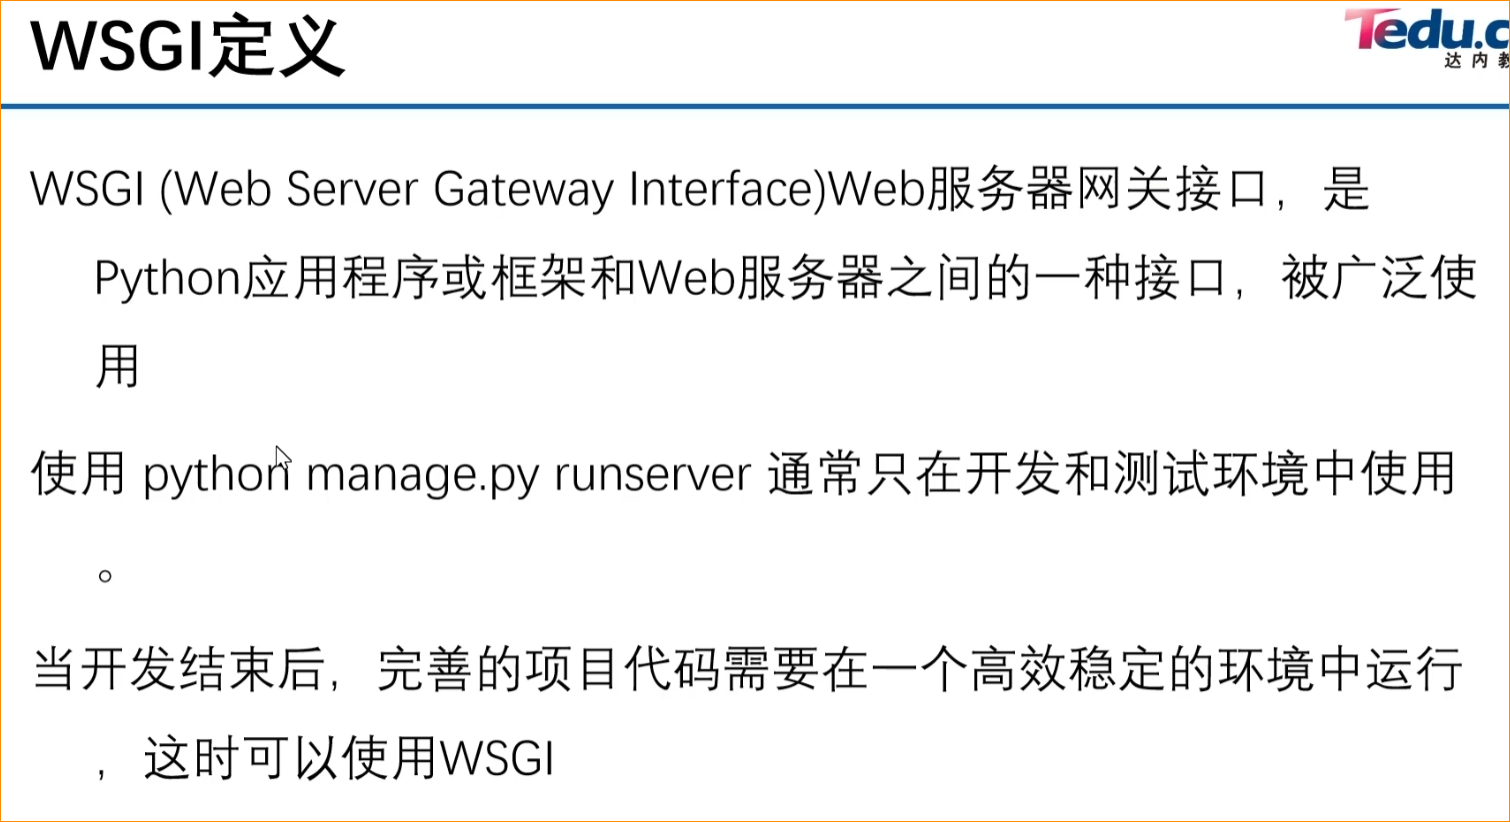 WSGI定义
Tedu.c
达内教
WSGI (Web Server Gateway Interface)Web服务器网关接口，是
Python应用程序或框架和Web服务器之间的一种接口，被广泛使
用
使用 python manage.py runserver 通常只在开发和测试环境中使用
。
当开发结束后，完善的项目代码需要在一个高效稳定的环境中运行
，这时可以使用WSGI